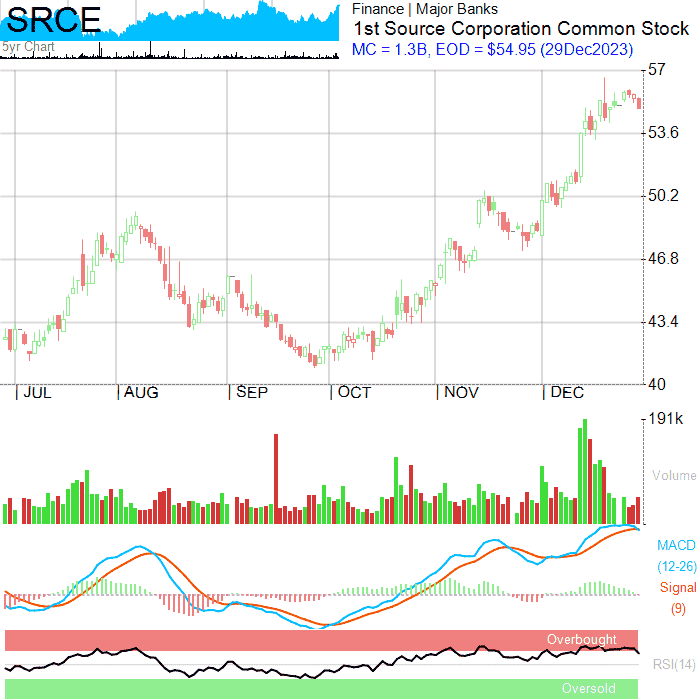 SRCE
5yr Chart
Finance | Major Banks
1st Source Corporation Common Stock
MC = 1.3B, EOD = $54.95 (29Dec2023)
57
53.6
50.2
46.8
43.4
40
JUL AUG SEP OCT NOV DEC
191k
Volume
MACD
(12-26)
Signal
(9)
Overbought
RSI(14)
Oversold